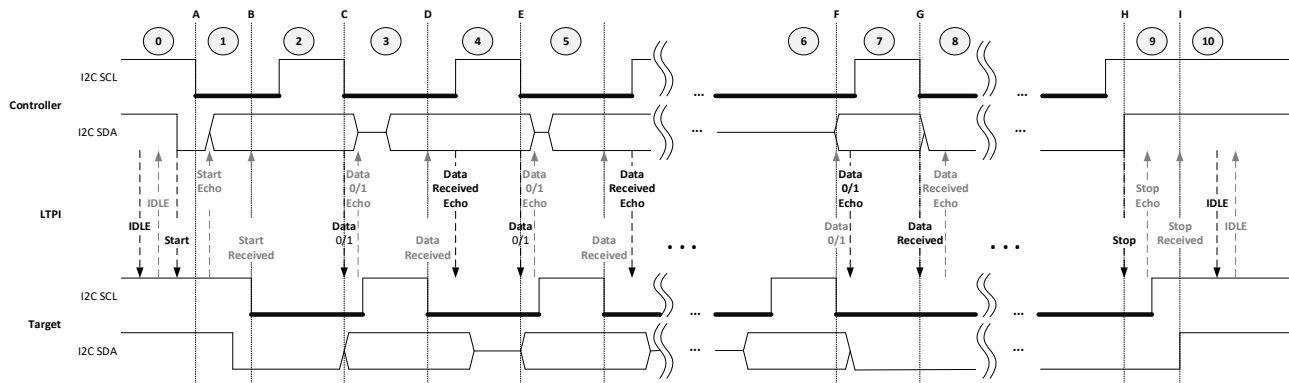 A B C D E F G H I
0 1 2 3 4 5 6 7 8 9 10
I2C SCL
Controller
... ...
I2C SDA
... ...
Start
Echo
IDLE
Data
0/1
Echo
Data
Received
Echo
Data
0/1
Echo
Data
Received
Echo
Data
0/1
Echo
Data
Received
Echo
Stop
Echo
LTPI
IDLE
Start
Start
Received
Data
0/1
Data
Received
Data
0/1
Data
Received
...
Data
0/1
Data
Received
...
Stop
Stop
Received
IDLE
IDLE
I2C SCL
... ...
Target
I2C SDA
... ...